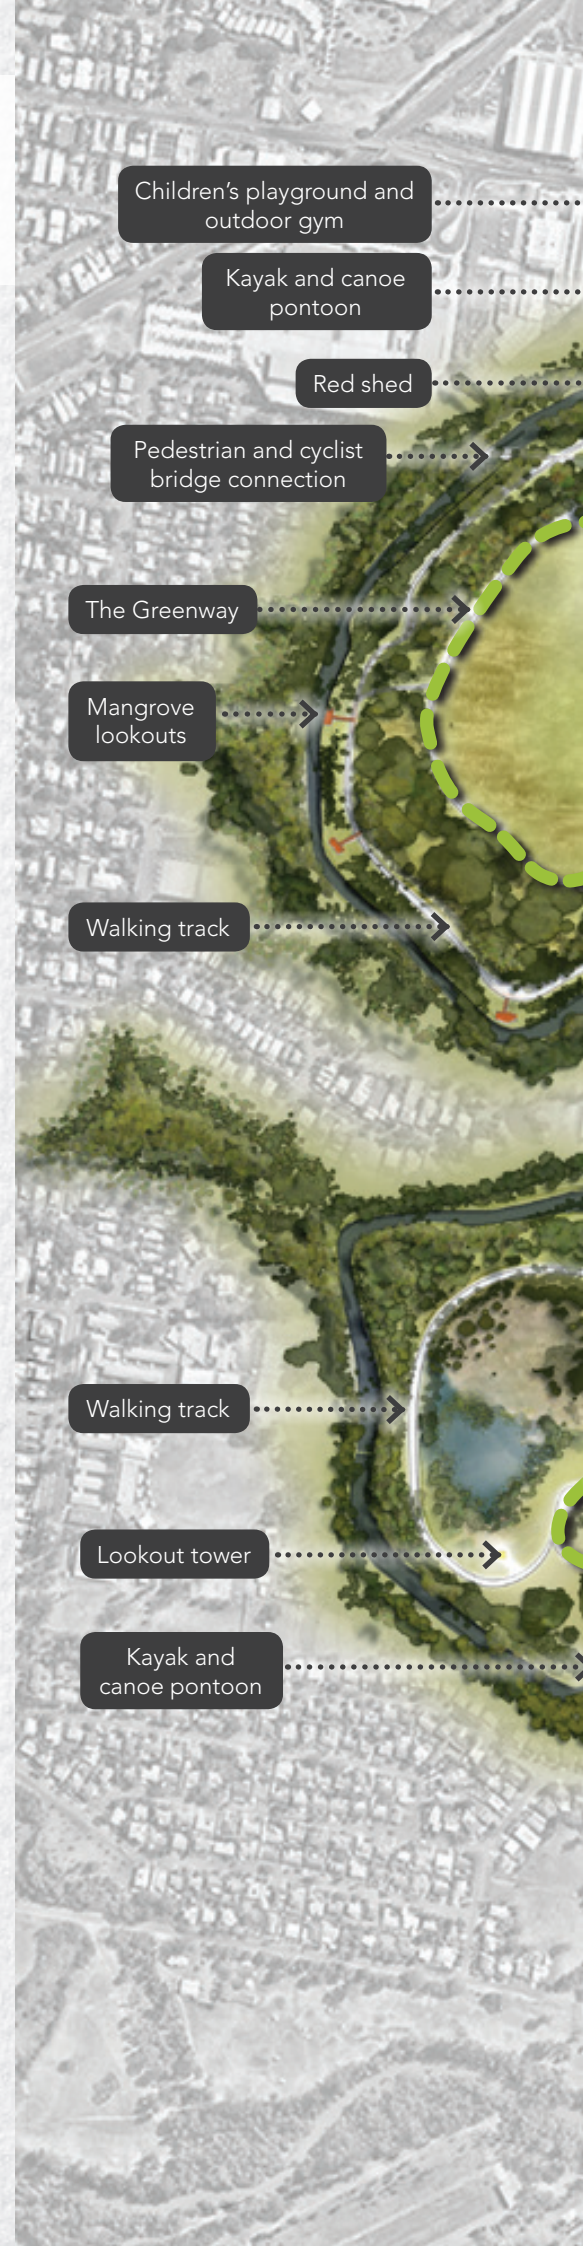 Children’s playground and
outdoor gym
Kayak and canoe
pontoon
Red shed
Pedestrian and cyclist
bridge connection
The Greenway
Mangrove
lookouts
Walking track
Walking track
Lookout tower
Kayak and
canoe pontoon